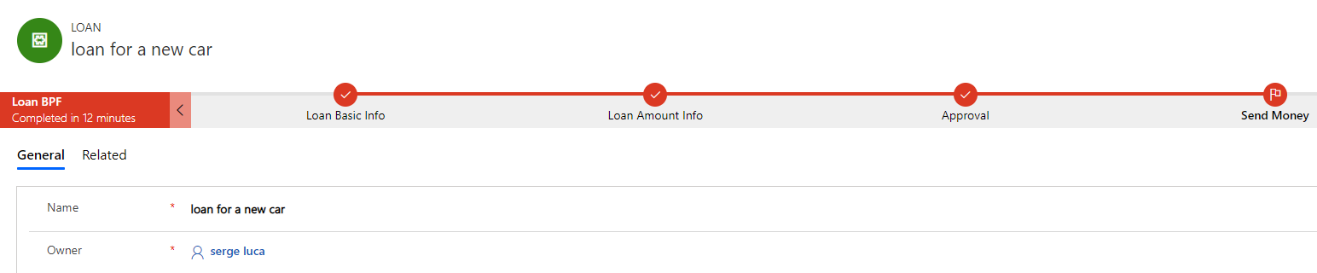 LOAN
loan for a new car
Loan BPF
Completed in 12 minutes
Loan Basic Info
Loan Amount Info
Approval
Send Money
General Related
Name * loan for a new car
Owner * serge luca